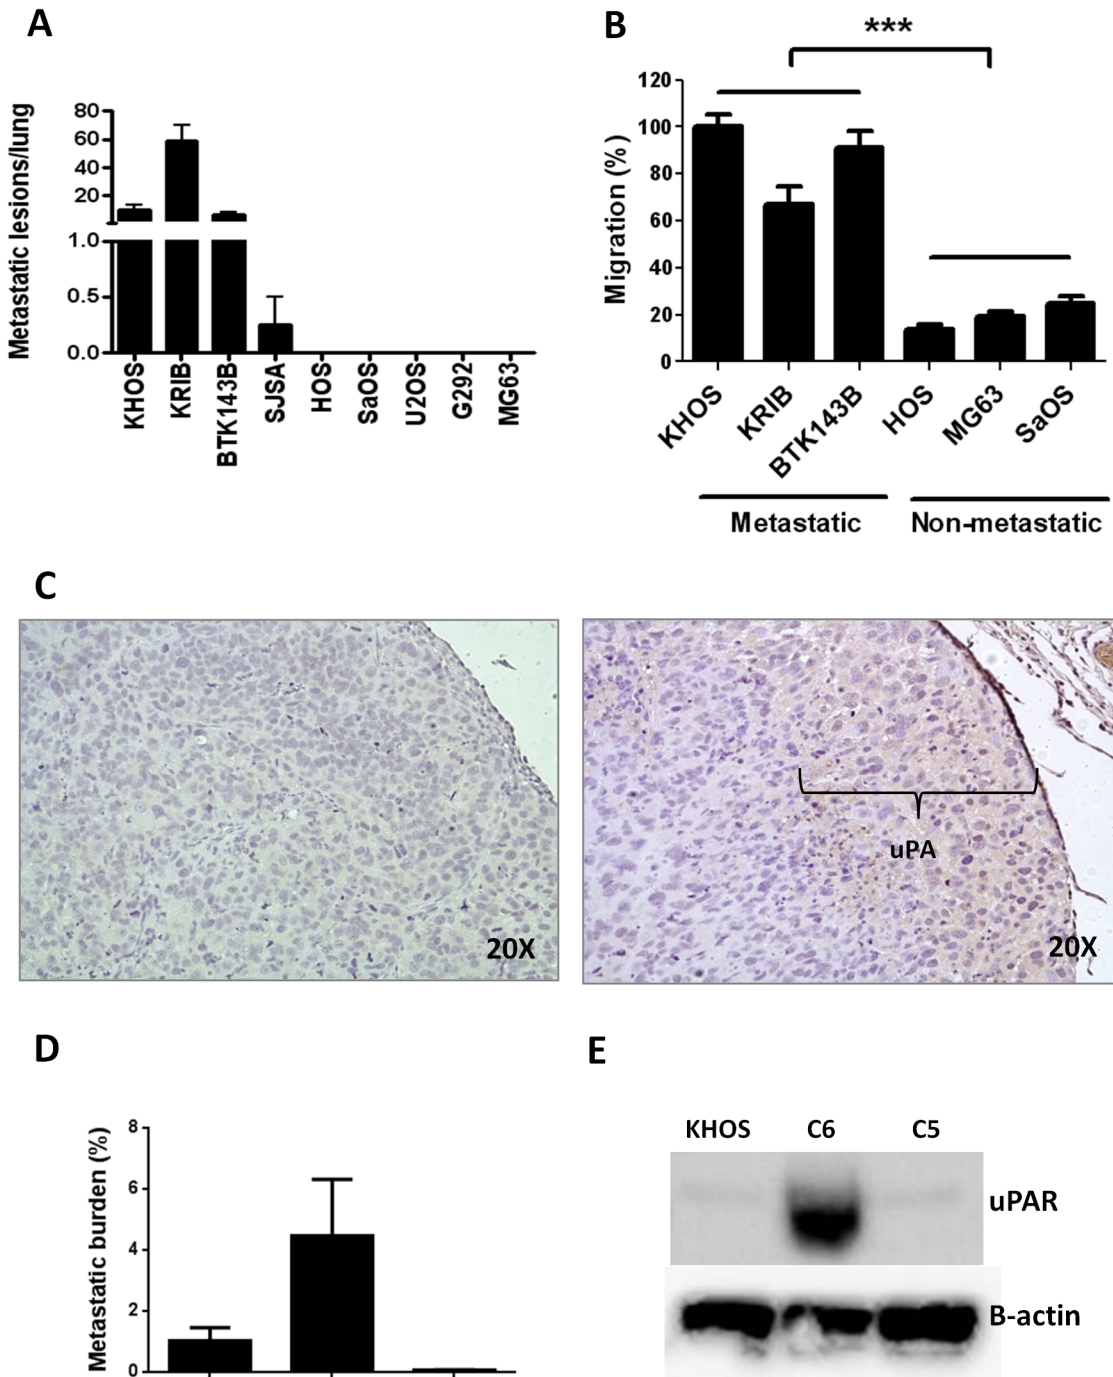 A
Metastatic lesions/lung
80
60
40
20
1.0
0.5
0.0
KHOS
KRIB
BTK143B
SJSA
HOS
SaOS
U2OS
G292
MG63
B
***
Migration (%)
120
100
80
60
40
20
0
KHOS
KRIB
BTK143B
HOS
MG63
SaOS
Metastatic
Non-metastatic
C
20X
uPA
20X
D
Metastatic burden (%)
8
6
4
2
0
E
KHOS C6 C5
uPAR
B-actin